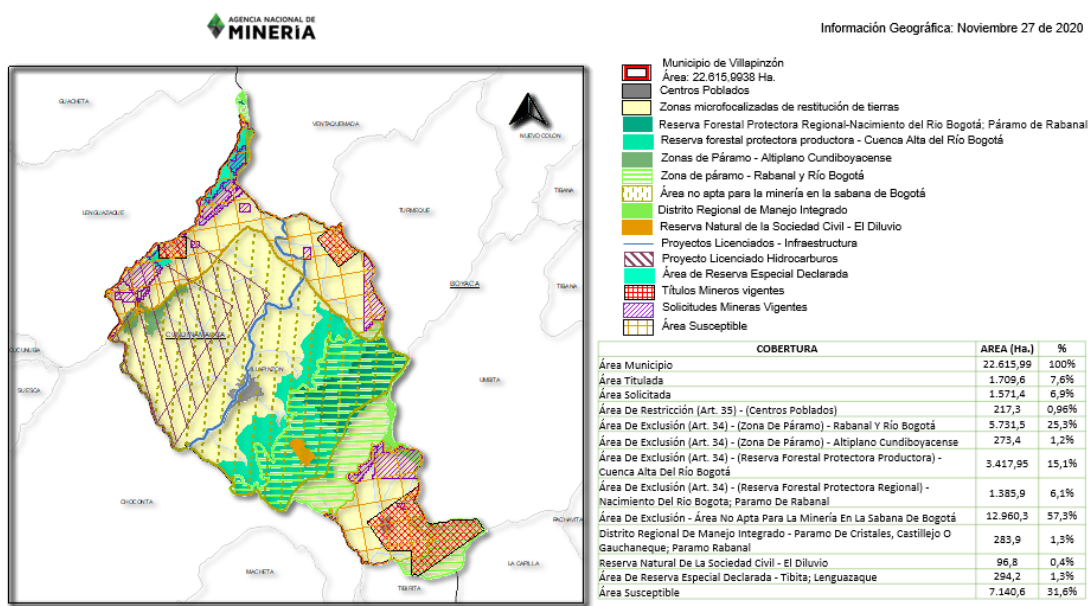 AGENCIA NACIONAL DE
MINERÍA
Información Geográfica: Noviembre 27 de 2020
GUACHETA
VENTAQUEMADA
NUEVO COLON
TIBANA
LENGUAZAQUE
TURMEQUE
BOYACA
TIBANA
CUNDINAMARCA
CUCUNUBA
SUESCA
VILLAPINZON
UMBITA
CHOCONTA
PACHAVITA
MACHETA
LA CAPILLA
TIBIRITA
Municipio de Villapinzón
Área: 22.615,9938 Ha.
Centros Poblados
Zonas microfocalizadas de restitución de tierras
Reserva Forestal Protectora Regional-Nacimiento del Rio Bogotá; Páramo de Rabanal
Reserva forestal protectora productora - Cuenca Alta del Río Bogotá
Zonas de Páramo - Altiplano Cundiboyacense
Zona de páramo - Rabanal y Río Bogotá
Área no apta para la minería en la sabana de Bogotá
Distrito Regional de Manejo Integrado
Reserva Natural de la Sociedad Civil - El Diluvio
Proyectos Licenciados - Infraestructura
Proyecto Licenciado Hidrocarburos
Área de Reserva Especial Declarada
Títulos Mineros vigentes
Solicitudes Mineras Vigentes
Área Susceptible
COBERTURA AREA (Ha.) %
Área Municipio 22.615,99 100%
Área Titulada 1.709,6 7,6%
Área Solicitada 1.571,4 6,9%
Área De Restricción (Art. 35) - (Centros Poblados) 217,3 0,96%
Área De Exclusión (Art. 34) - (Zona De Páramo) - Rabanal Y Río Bogotá 5.731,5 25,3%
Área De Exclusión (Art. 34) - (Zona De Páramo) - Altiplano Cundiboyacense 273,4 1,2%
Área De Exclusión (Art. 34) - (Reserva Forestal Protectora Productora) -
Cuenca Alta Del Río Bogotá 3.417,95 15,1%
Área De Exclusión (Art. 34) - (Reserva Forestal Protectora Regional) -
Nacimiento Del Rio Bogota; Paramo De Rabanal 1.385,9 6,1%
Área De Exclusión - Área No Apta Para La Minería En La Sabana De Bogotá 12.960,3 57,3%
Distrito Regional De Manejo Integrado - Paramo De Cristales, Castillejo O
Gauchaneque; Paramo Rabanal 283,9 1,3%
Reserva Natural De La Sociedad Civil - El Diluvio 96,8 0,4%
Área De Reserva Especial Declarada - Tibita; Lenguazaque 294,2 1,3%
Área Susceptible 7.140,6 31,6%